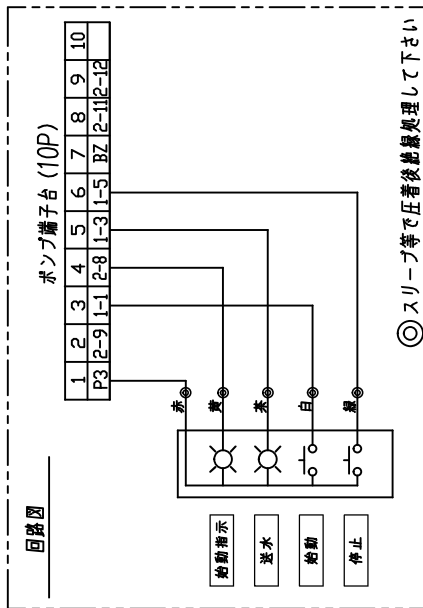 回路図
ポンプ端子台 (10P)
1 2 3 4 5 6 7 8 9 10
P3 2-9 1-1 2-8 1-3 1-5 BZ 2-11 2-12
赤
黄
茶
白
緑
始動指示
送水
始動
停止
◎スリーブ等で圧着後絶縁処理して下さい